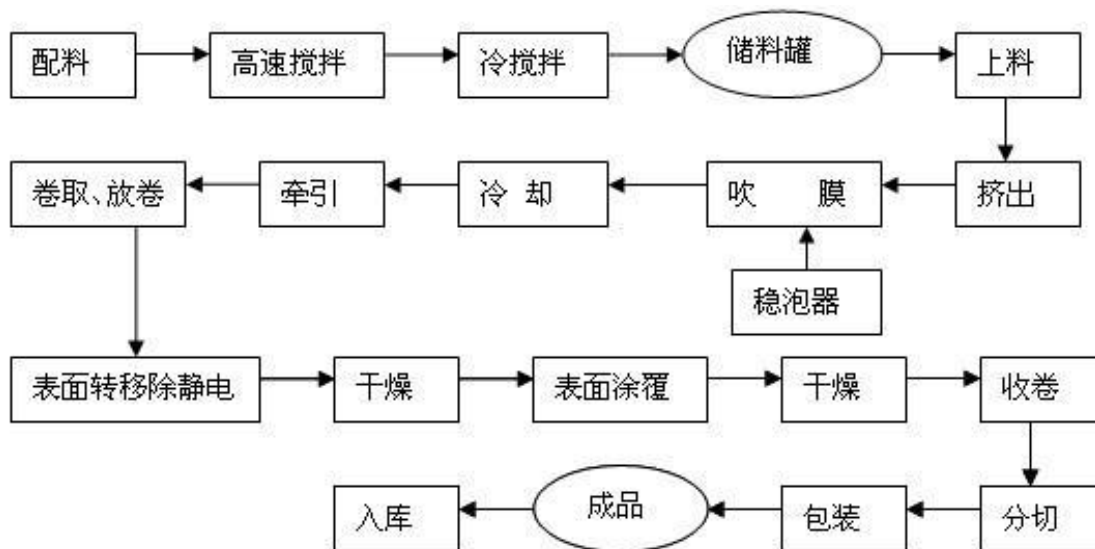 配料 高速搅拌 冷搅拌 储料罐 上料
卷取、放卷 牵引 冷 却 吹 膜 挤出
稳泡器
表面转移除静电 干燥 表面涂覆 干燥 收卷
入库 成品 包装 分切